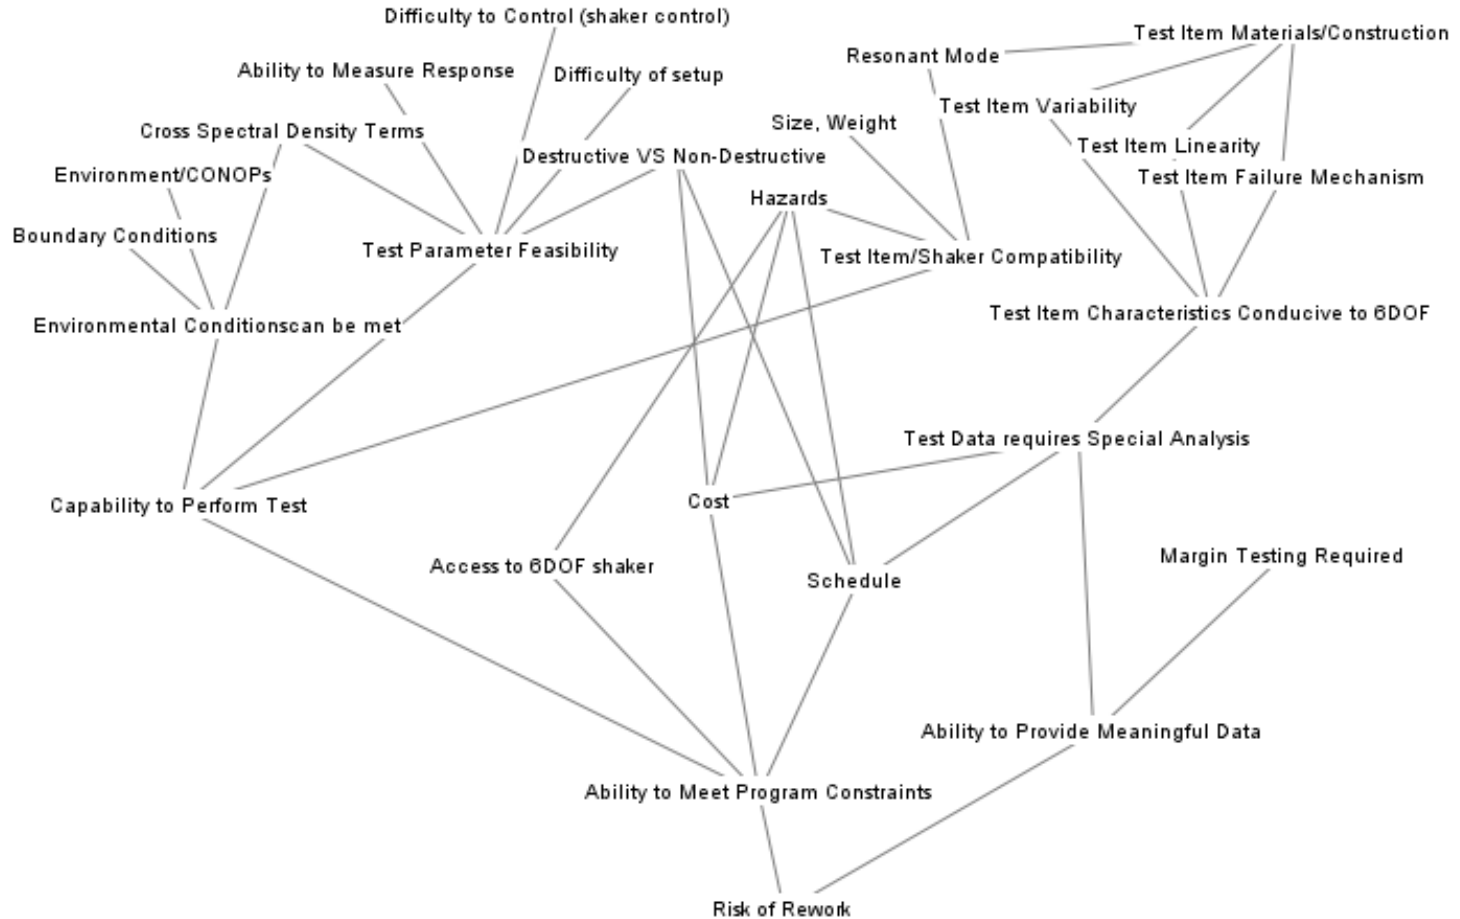 Difficulty to Control (shaker control)
Test Item Materials/Construction
Resonant Mode
Ability to Measure Response
Difficulty of setup
Test Item Variability
Size, Weight
Cross Spectral Density Terms
Test Item Linearity
Destructive VS Non-Destructive
Environment/CONOPs
Test Item Failure Mechanism
Hazards
Boundary Conditions
Test Parameter Feasibility
Test Item/Shaker Compatibility
Test Item Characteristics Conducive to 6DOF
Environmental Conditionscan be met
Test Data requires Special Analysis
Cost
Capability to Perform Test
Margin Testing Required
Access to 6DOF shaker
Schedule
Ability to Provide Meaningful Data
Ability to Meet Program Constraints
Risk of Rework